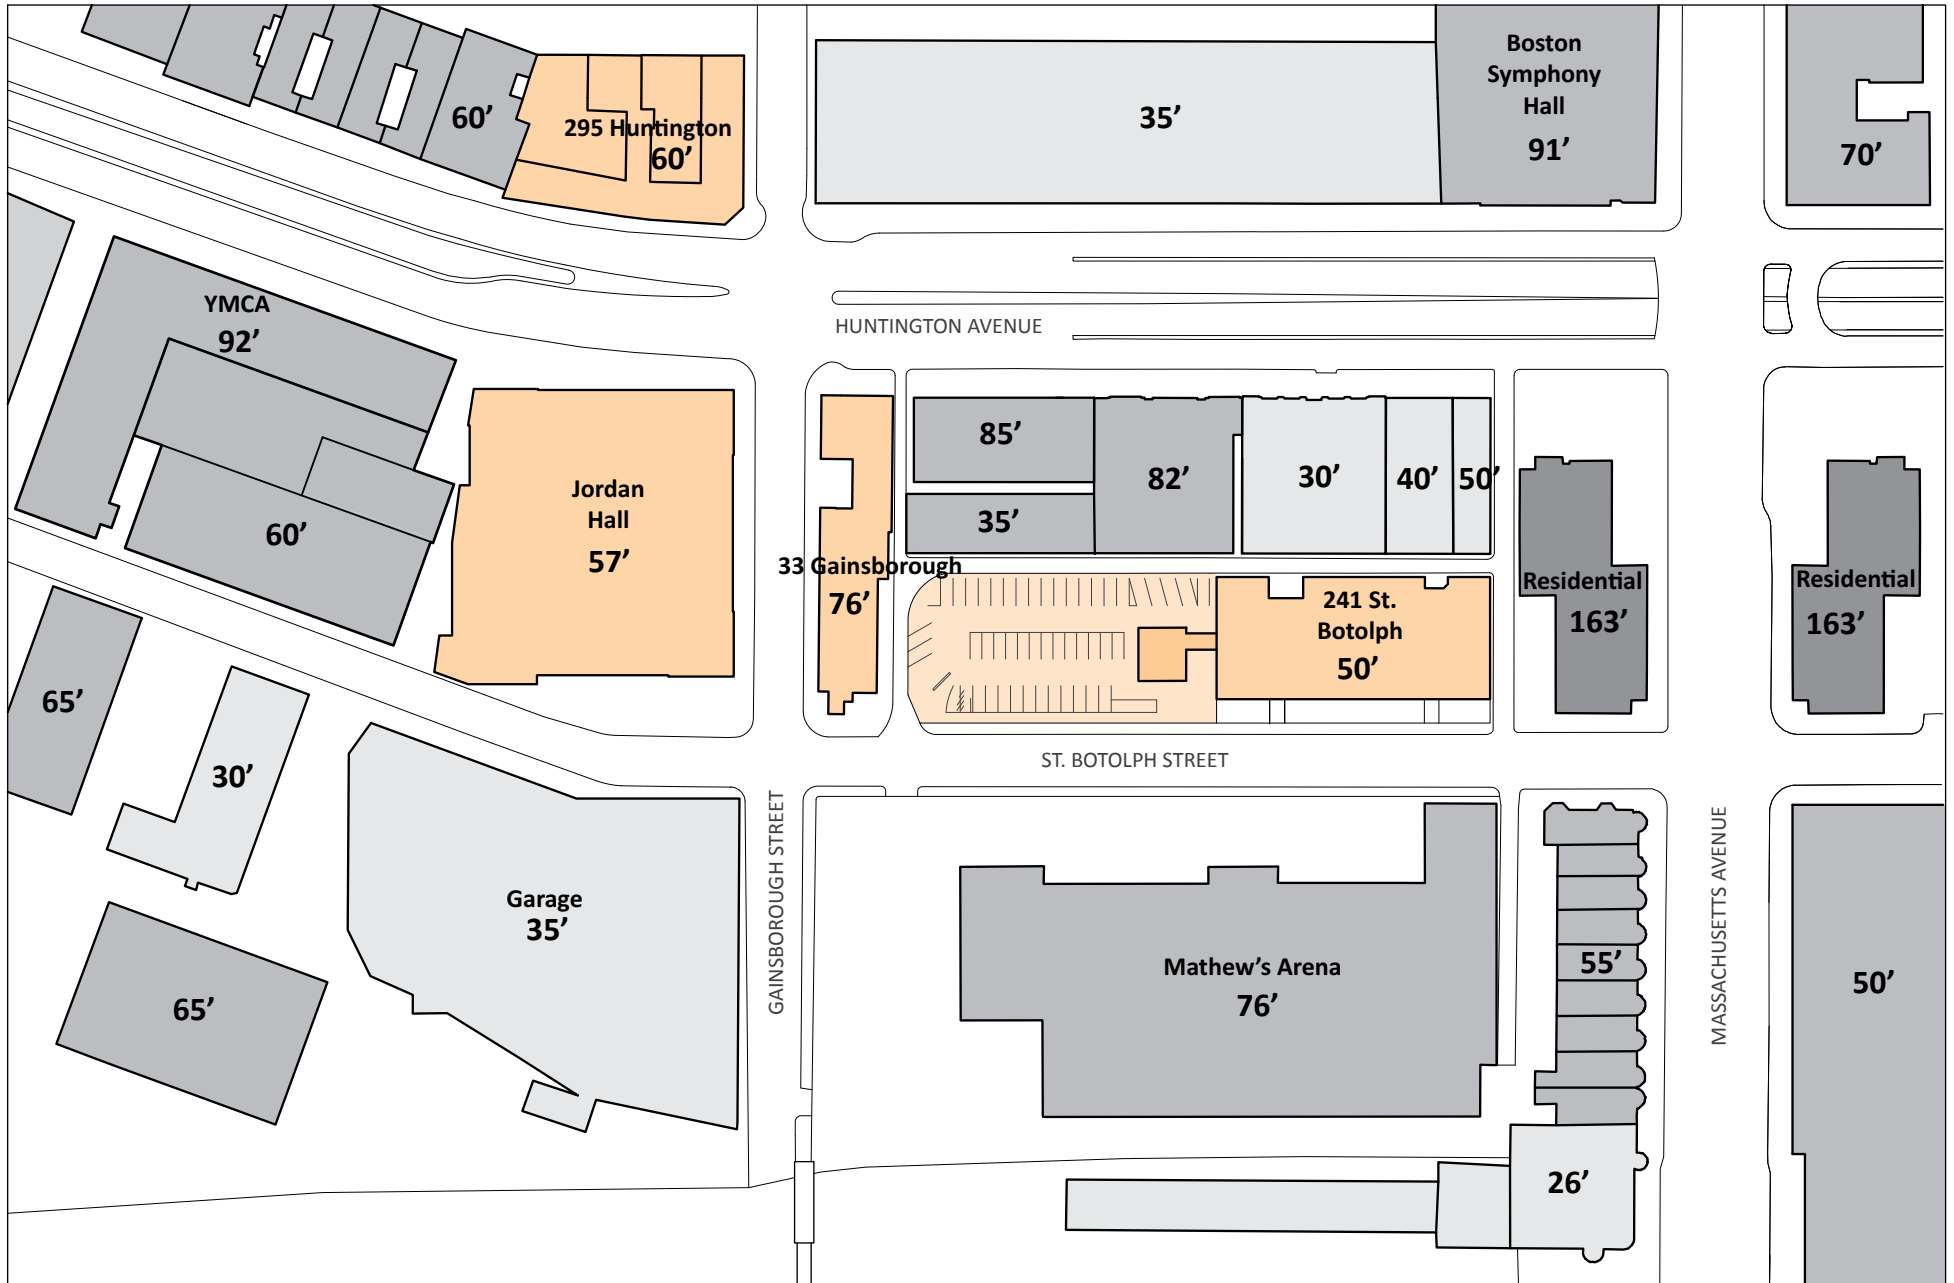 Boston
Symphony
Hall
91’
60’
295 Huntington
60’
35’
70’
YMCA
92’
HUNTINGTON AVENUE
85’
82’
30’
40’
50’
35’
Jordan
Hall
57’
60’
33 Gainsborough
76’
241 St.
Botolph
50’
Residential
163’
Residential
163’
65’
30’
ST. BOTOLPH STREET
GAINSBOROUGH STREET
MASSACHUSETTS AVENUE
Garage
35’
Mathew’s Arena
76’
55’
50’
65’
26’